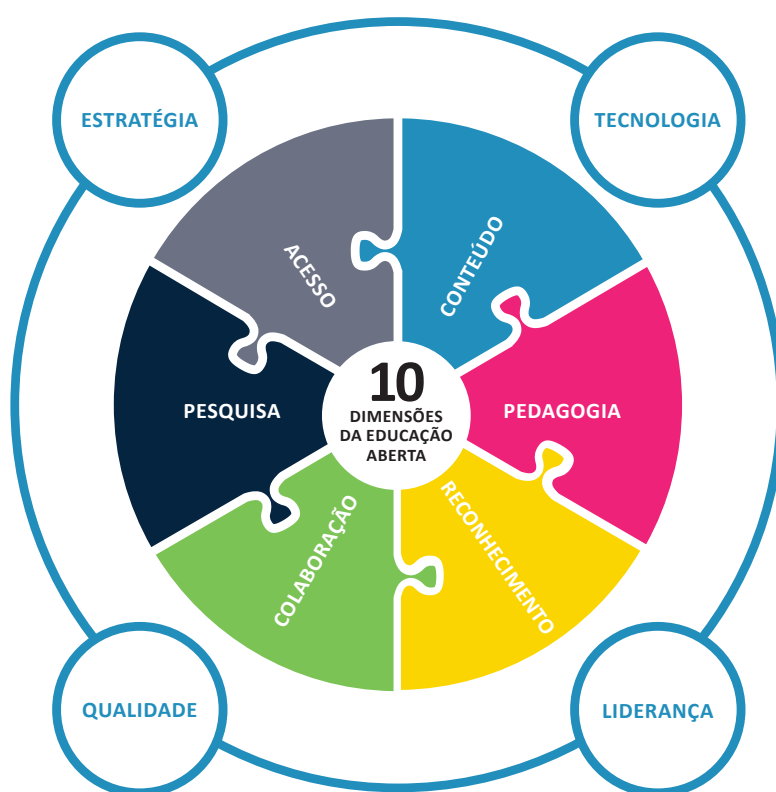 ESTRATÉGIA
TECNOLOGIA
ACESSO
CONTEÚDO
PESQUISA
10
DIMENSÕES
DA EDUCAÇÃO
ABERTA
PEDAGOGIA
COLABORAÇÃO
RECONHECIMENTO
QUALIDADE
LIDERANÇA